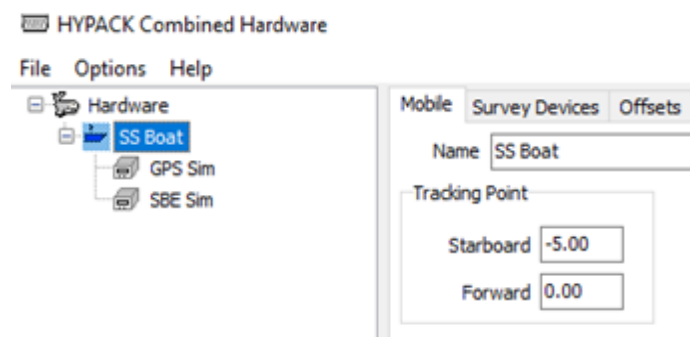 HYPACK Combined Hardware
File Options Help
Hardware
SS Boat
GPS Sim
SBE Sim
Mobile Survey Devices Offsets
Name SS Boat
Tracking Point
Starboard -5.00
Forward 0.00